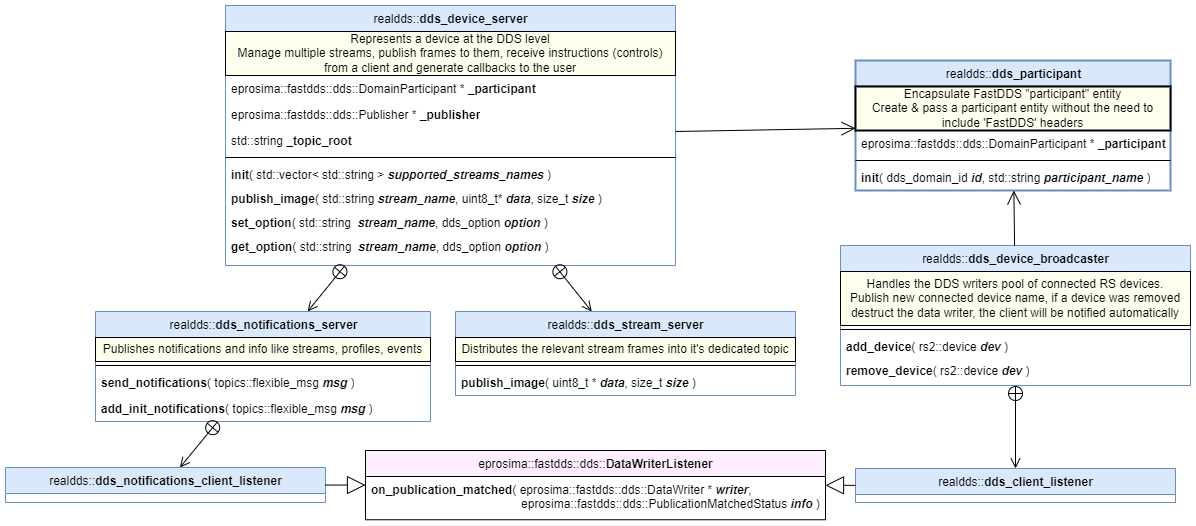 realdds::dds_device_server
Represents a device at the DDS level
Manage multiple streams, publish frames to them, receive instructions (controls)
from a client and generate callbacks to the user
eprosima::fastdds::dds::DomainParticipant * _participant
eprosima::fastdds::dds::Publisher * _publisher
std::string _topic_root
init( std::vector< std::string > supported_streams_names )
publish_image( std::string stream_name, uint8_t* data, size_t size )
set_option( std::string stream_name, dds_option option )
get_option( std::string stream_name, dds_option option )
realdds::dds_participant
Encapsulate FastDDS "participant" entity
Create & pass a participant entity without the need to
include 'FastDDS' headers
eprosima::fastdds::dds::DomainParticipant * _participant
init( dds_domain_id id, std::string participant_name )
realdds::dds_device_broadcaster
Handles the DDS writers pool of connected RS devices.
Publish new connected device name, if a device was removed
destruct the data writer, the client will be notified automatically
add_device( rs2::device dev )
remove_device( rs2::device dev )
realdds::dds_notifications_server
Publishes notifications and info like streams, profiles, events
send_notifications( topics::flexible_msg msg )
add_init_notifications( topics::flexible_msg msg )
realdds::dds_stream_server
Distributes the relevant stream frames into it's dedicated topic
publish_image( uint8_t * data, size_t size )
realdds::dds_notifications_client_listener
eprosima::fastdds::dds::DataWriterListener
on_publication_matched( eprosima::fastdds::dds::DataWriter * writer,
eprosima::fastdds::dds::PublicationMatchedStatus info )
realdds::dds_client_listener